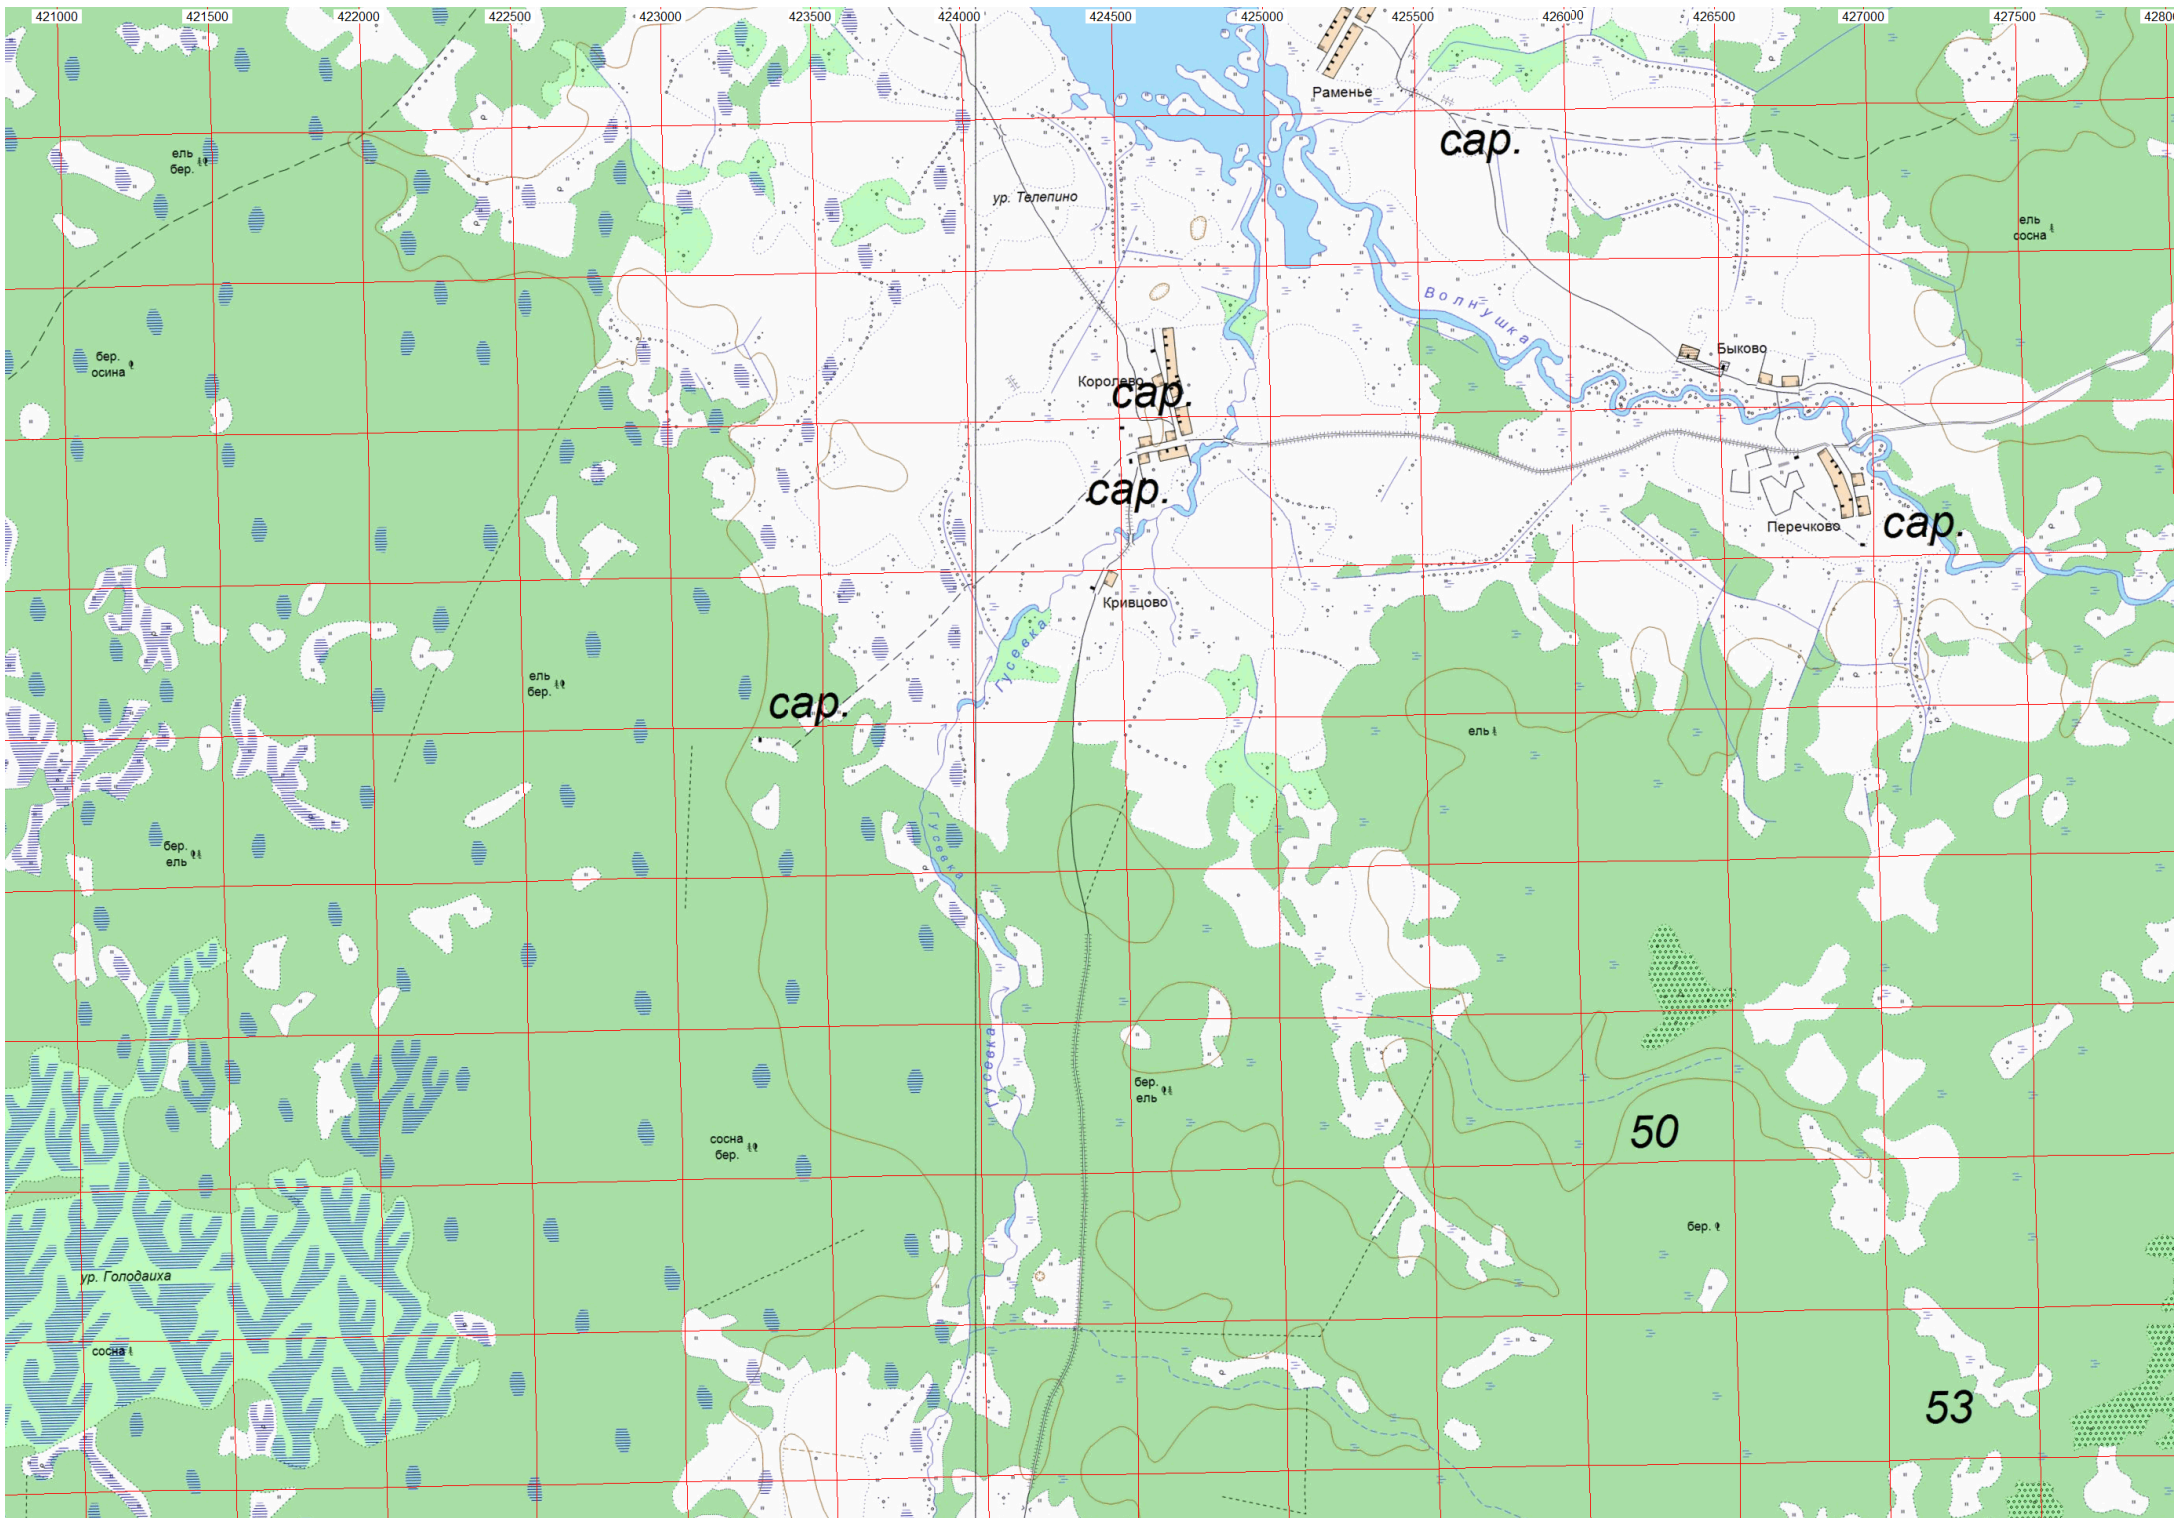 421000 421500 422000 422500 423000 423500 424000 424500 425000 425500 426000 426500 427000 427500 42800
Раменье
сар.
ель
бер.
ур. Телепино
ель
сосна
Волнушка
Быково
бер.
осина
Королево
сар.
сар.
Перечково
сар.
Кривцово
Гусевка
ель
бер.
сар.
ель
Гусевка
бер.
ель
Гусевка
бер.
ель
50
сосна
бер.
бер.
ур. Голодаиха
сосна
53